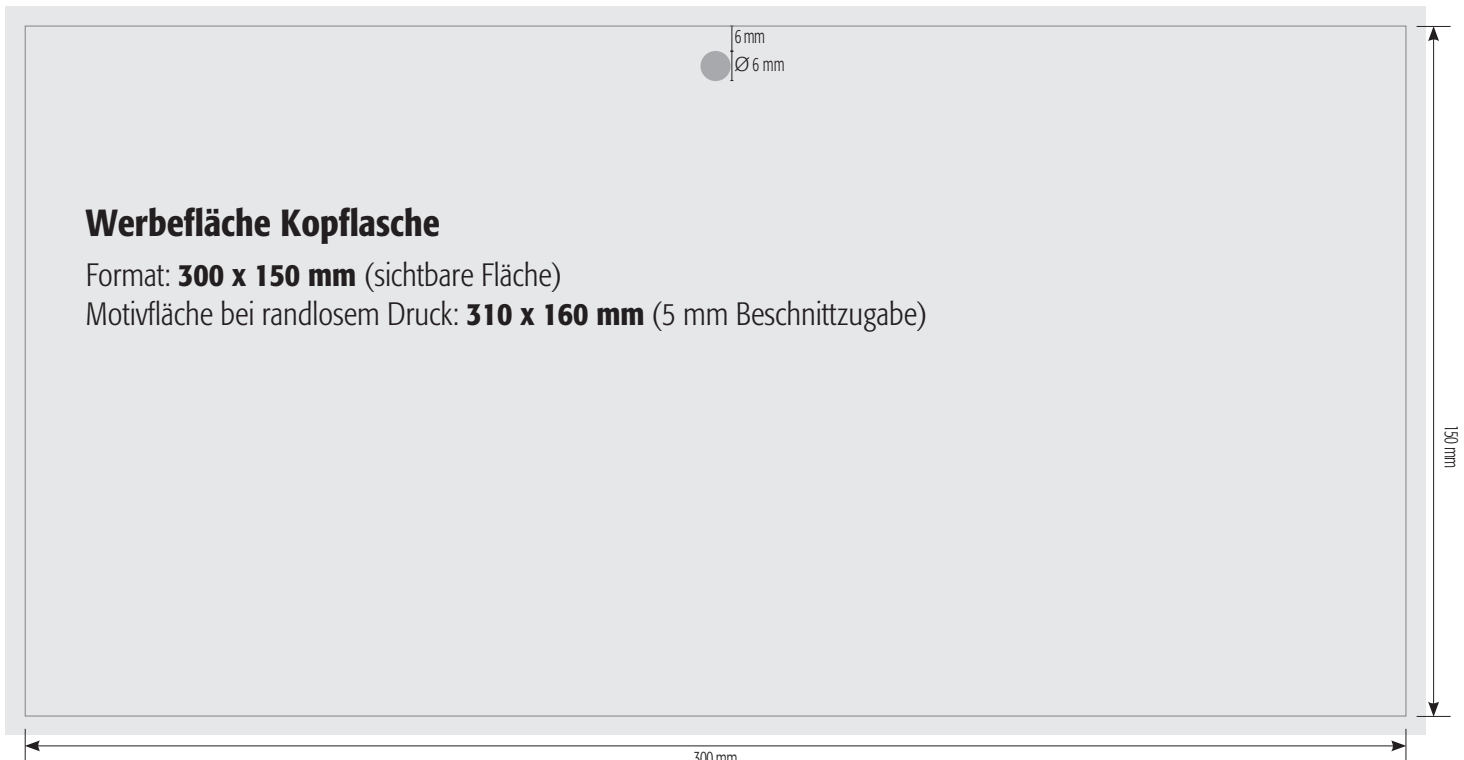 6 mm
Ø 6 mm
Werbefläche Kopflasche
Format: 300 x 150 mm (sichtbare Fläche)
Motivfläche bei randlosem Druck: 310 x 160 mm (5 mm Beschnittzugabe)
150 mm
300 mm